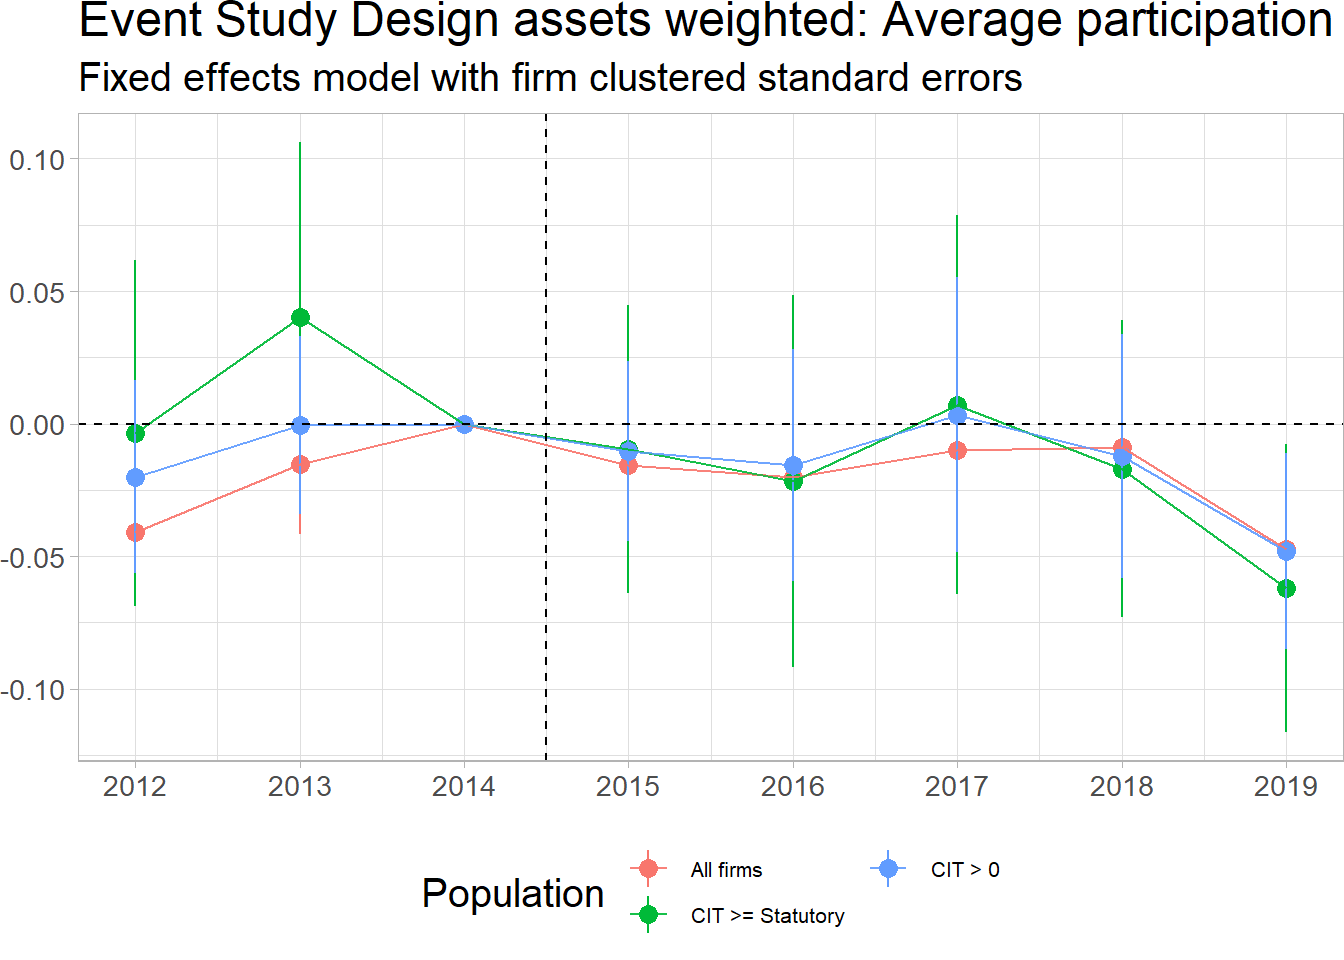 Event Study Design assets weighted: Average participation
Fixed effects model with firm clustered standard errors
0.10
0.05
0.00
-0.05
-0.10
2012 2013 2014 2015 2016 2017 2018 2019
Population
All firms
CIT > 0
CIT >= Statutory